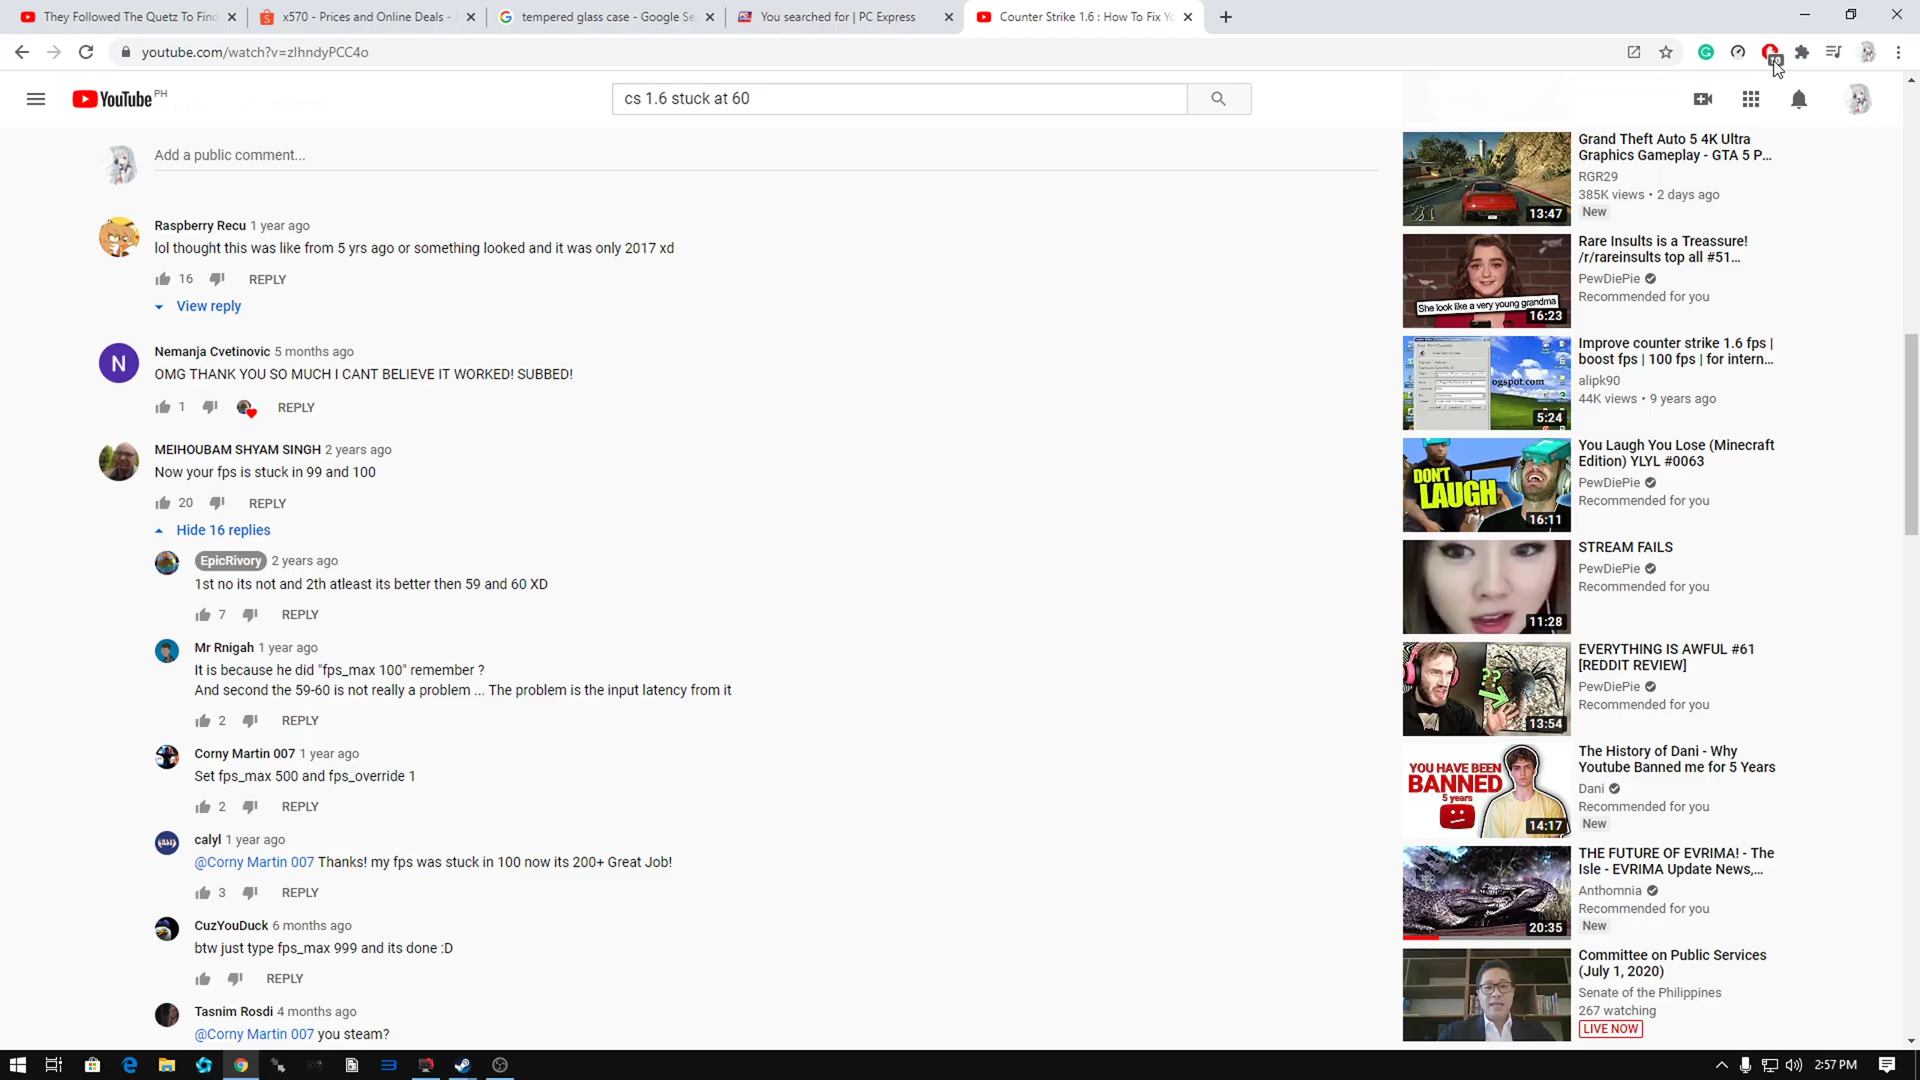 They Followed The Quetz To Find
x570 - Prices and Online Deals -
tempered glass case - Google Se
You searched for | PC Express
Counter Strike 1.6 : How To Fix Yo
youtube.com/watch?v=zIhndyPCC4o
YouTube PH
cs 1.6 stuck at 60
Add a public comment...
Raspberry Recu 1 year ago
lol thought this was like from 5 yrs ago or something looked and it was only 2017 xd
16 REPLY
View reply
N
Nemanja Cvetinovic 5 months ago
OMG THANK YOU SO MUCH I CANT BELIEVE IT WORKED! SUBBED!
1 REPLY
MEIHOUBAM SHYAM SINGH 2 years ago
Now your fps is stuck in 99 and 100
20 REPLY
Hide 16 replies
EpicRivory 2 years ago
1st no its not and 2th atleast its better then 59 and 60 XD
7 REPLY
Mr Rnigah 1 year ago
It is because he did "fps_max 100" remember ?
And second the 59-60 is not really a problem ... The problem is the input latency from it
2 REPLY
Corny Martin 007 1 year ago
Set fps_max 500 and fps_override 1
2 REPLY
calyl 1 year ago
@Corny Martin 007 Thanks! my fps was stuck in 100 now its 200+ Great Job!
3 REPLY
CuzYouDuck 6 months ago
btw just type fps_max 999 and its done :D
REPLY
Tasnim Rosdi 4 months ago
@Corny Martin 007 you steam?
13:47
Grand Theft Auto 5 4K Ultra
Graphics Gameplay - GTA 5 P...
RGR29
385K views • 2 days ago
New
She look like a very young grandma
16:23
Rare Insults is a Treassure!
/r/rareinsults top all #51...
PewDiePie
Recommended for you
ogspot.com
5:24
Improve counter strike 1.6 fps |
boost fps | 100 fps | for intern...
alipk90
44K views • 9 years ago
DON'T
LAUGH
16:11
You Laugh You Lose (Minecraft
Edition) YLYL #0063
PewDiePie
Recommended for you
11:28
STREAM FAILS
PewDiePie
Recommended for you
??
13:54
EVERYTHING IS AWFUL #61
[REDDIT REVIEW]
PewDiePie
Recommended for you
YOU HAVE BEEN
BANNED
5 years
14:17
The History of Dani - Why
Youtube Banned me for 5 Years
Dani
Recommended for you
New
20:35
THE FUTURE OF EVRIMA! - The
Isle - EVRIMA Update News,...
Anthomnia
Recommended for you
New
Committee on Public Services
(July 1, 2020)
Senate of the Philippines
267 watching
LIVE NOW
2:57 PM